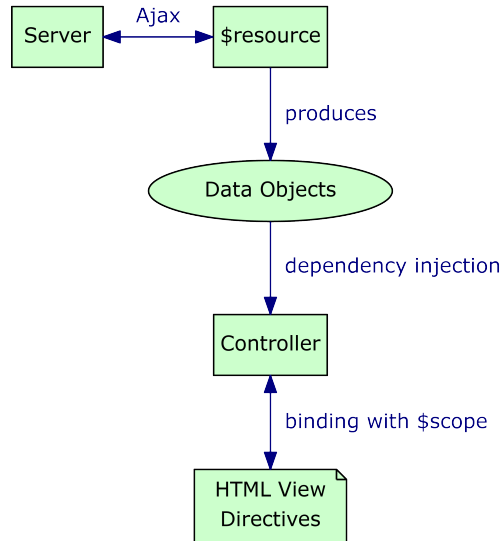 Ajax
Server
$resource
produces
Data Objects
dependency injection
Controller
binding with $scope
HTML View
Directives